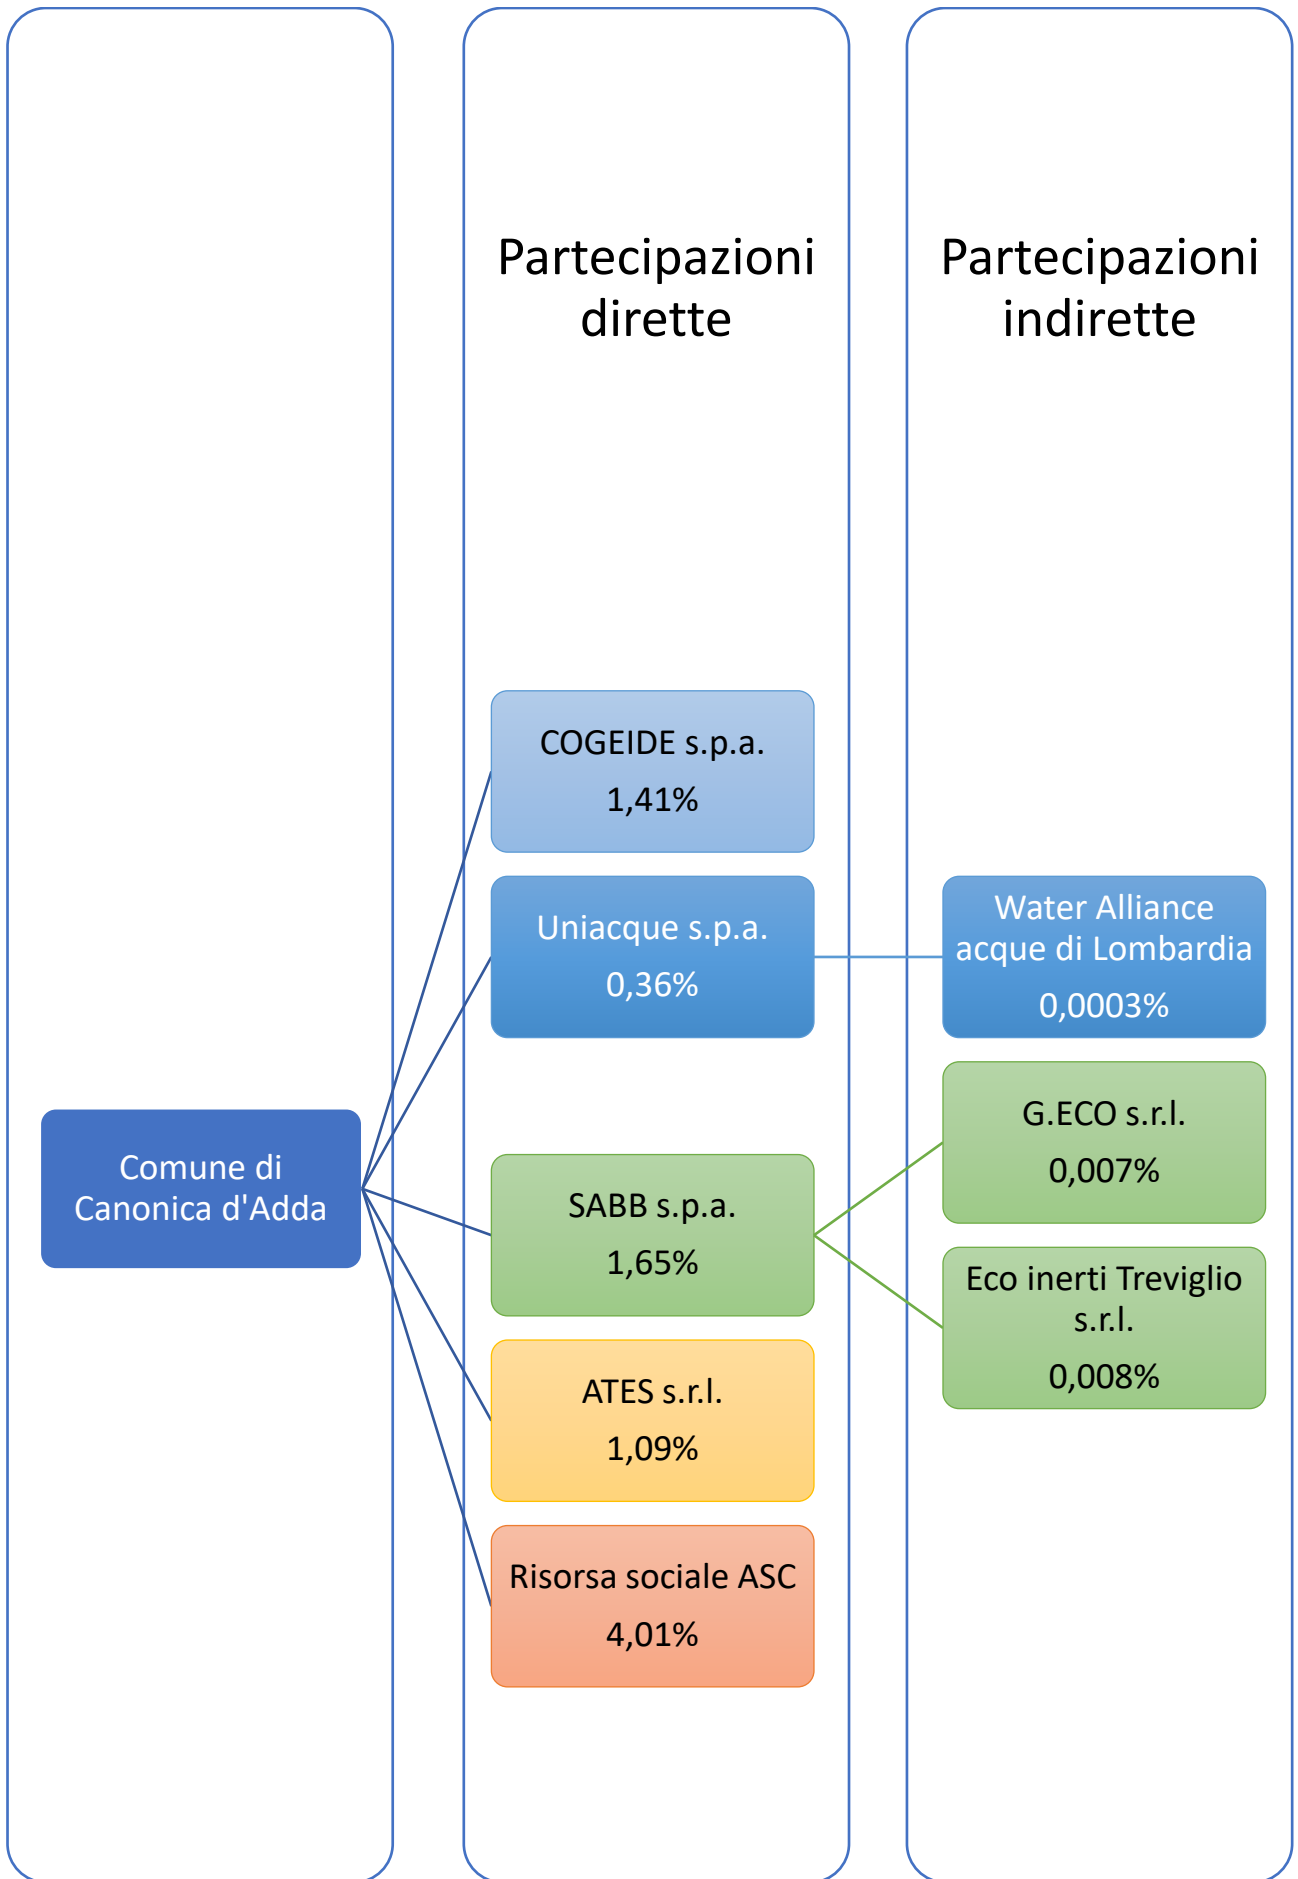 Partecipazioni
dirette
Partecipazioni
indirette
Comune di
Canonica d'Adda
COGEIDE s.p.a.
1,41%
Uniacque s.p.a.
0,36%
SABB s.p.a.
1,65%
ATES s.r.l.
1,09%
Risorsa sociale ASC
4,01%
Water Alliance
acque di Lombardia
0,0003%
G.ECO s.r.l.
0,007%
Eco inerti Treviglio
s.r.l.
0,008%